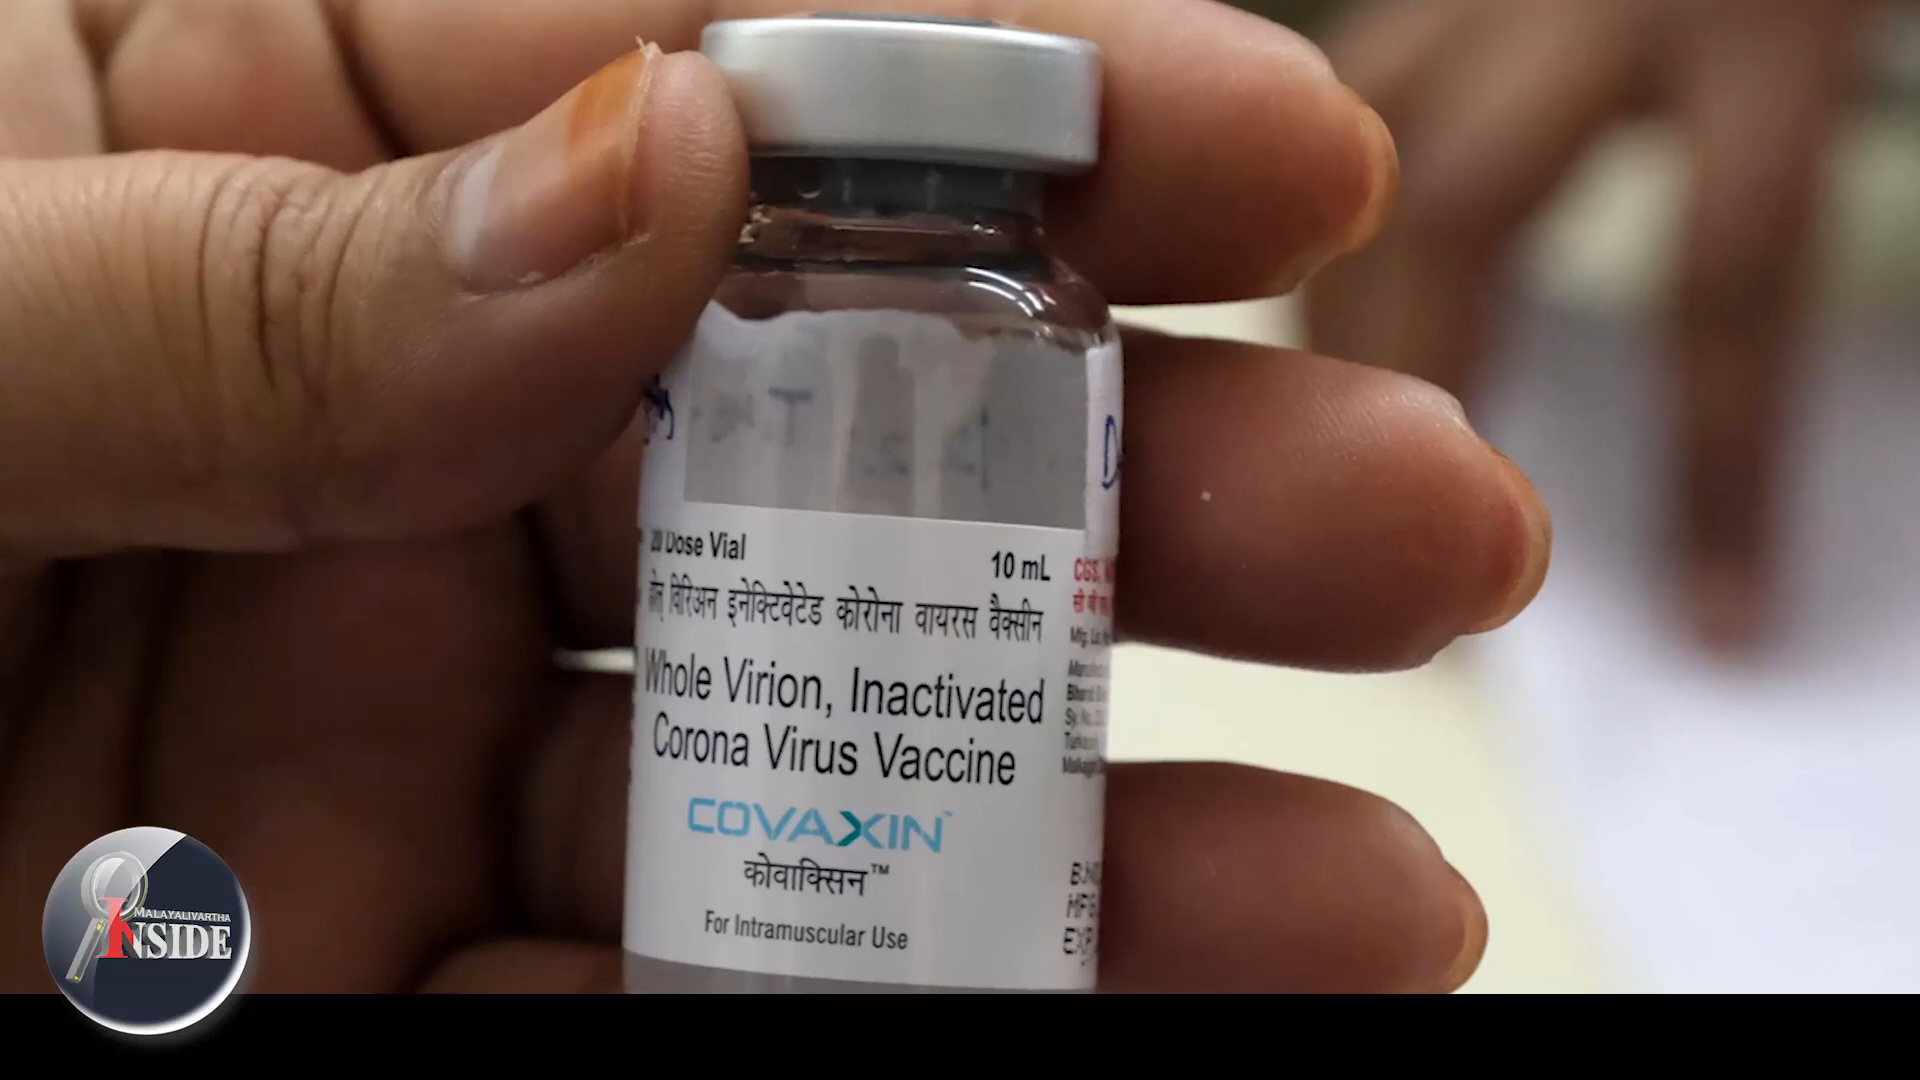 20 Dose Vial 10 mL
होल् विरिअन इनेक्टिवेटेड कोरोना वायरस वैक्सीन
Whole Virion, Inactivated
Corona Virus Vaccine
COVAXIN™
कोवाक्सिन™
For Intramuscular Use
MALAYALIVARTHA
INSIDE